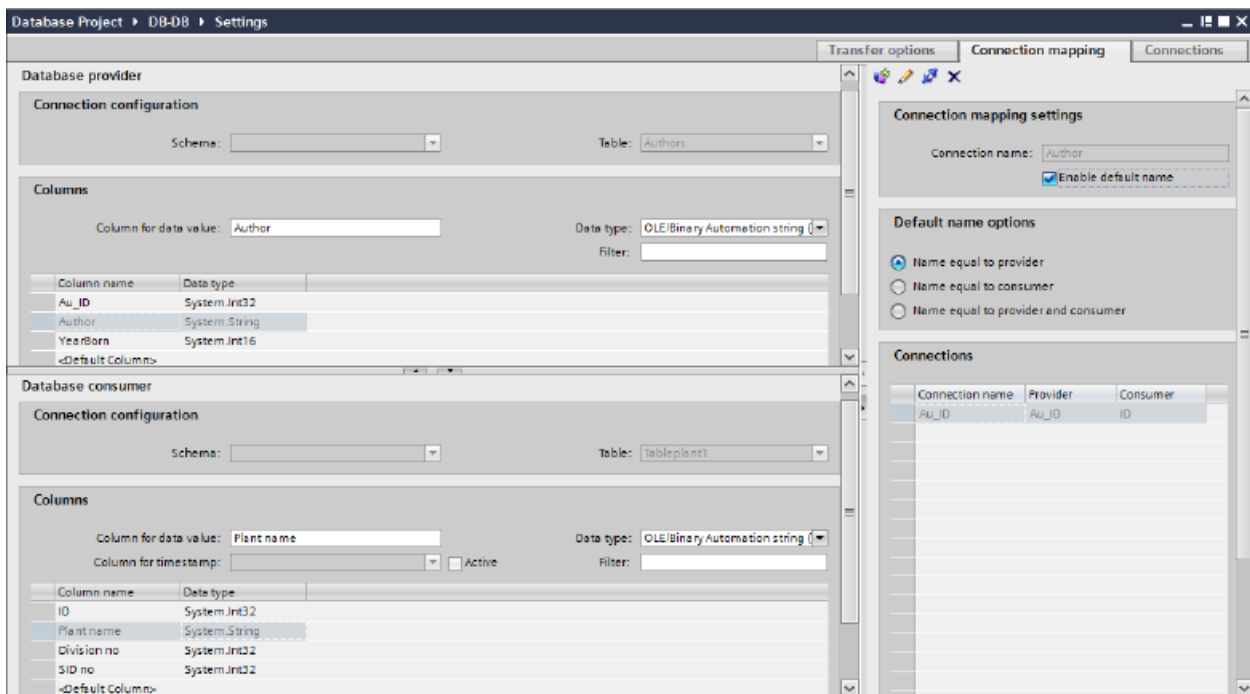 Database Project ▸ DB-DB ▸ Settings
Transfer options
Connection mapping
Connections
Database provider
Connection configuration
Schema:
Table: Authors
Columns
Column for data value: Author
Data type: OLE/Binary Automation string (
Filter:
Column name Data type
Au_ID System.Int32
Author System.String
YearBorn System.Int16
<Default Column>
Database consumer
Connection configuration
Schema:
Table: Tableplant1
Columns
Column for data value: Plant name
Data type: OLE/Binary Automation string (
Column for timestamp:
Active
Filter:
Column name Data type
ID System.Int32
Plant name System.String
Division no System.Int32
SID no System.Int32
<Default Column>
Connection mapping settings
Connection name: Author
Enable default name
Default name options
Name equal to provider
Name equal to consumer
Name equal to provider and consumer
Connections
Connection name Provider Consumer
Au_ID Au_ID ID